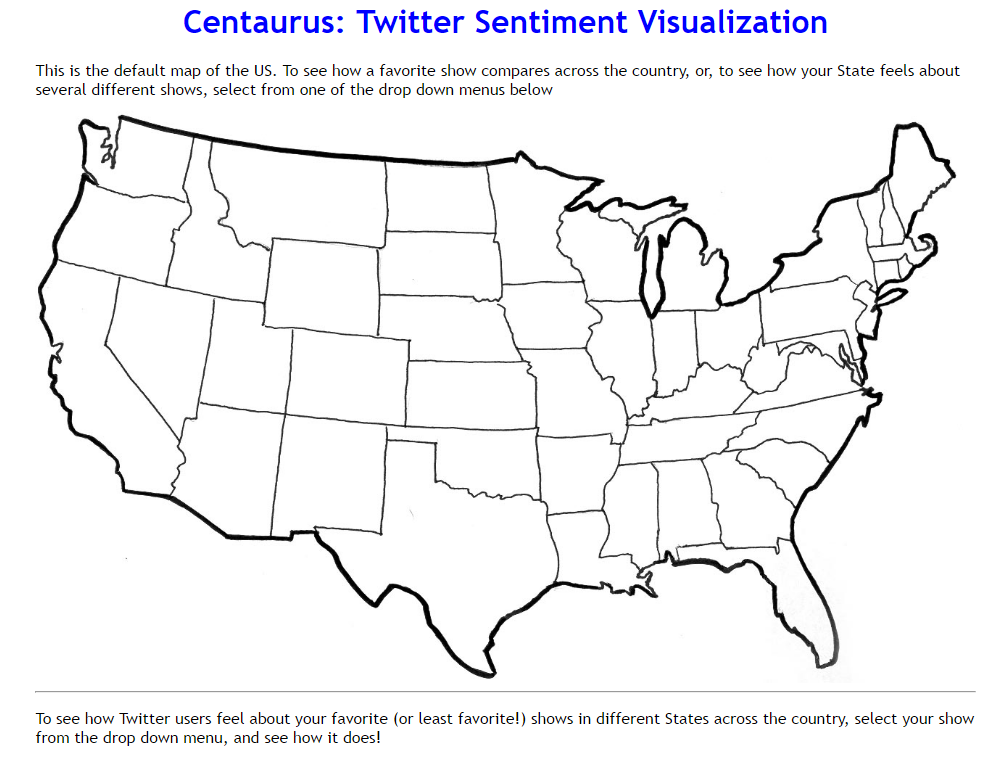 Centaurus: Twitter Sentiment Visualization
This is the default map of the US. To see how a favorite show compares across the country, or, to see how your State feels about
several different shows, select from one of the drop down menus below
To see how Twitter users feel about your favorite (or least favorite!) shows in different States across the country, select your show
from the drop down menu, and see how it does!